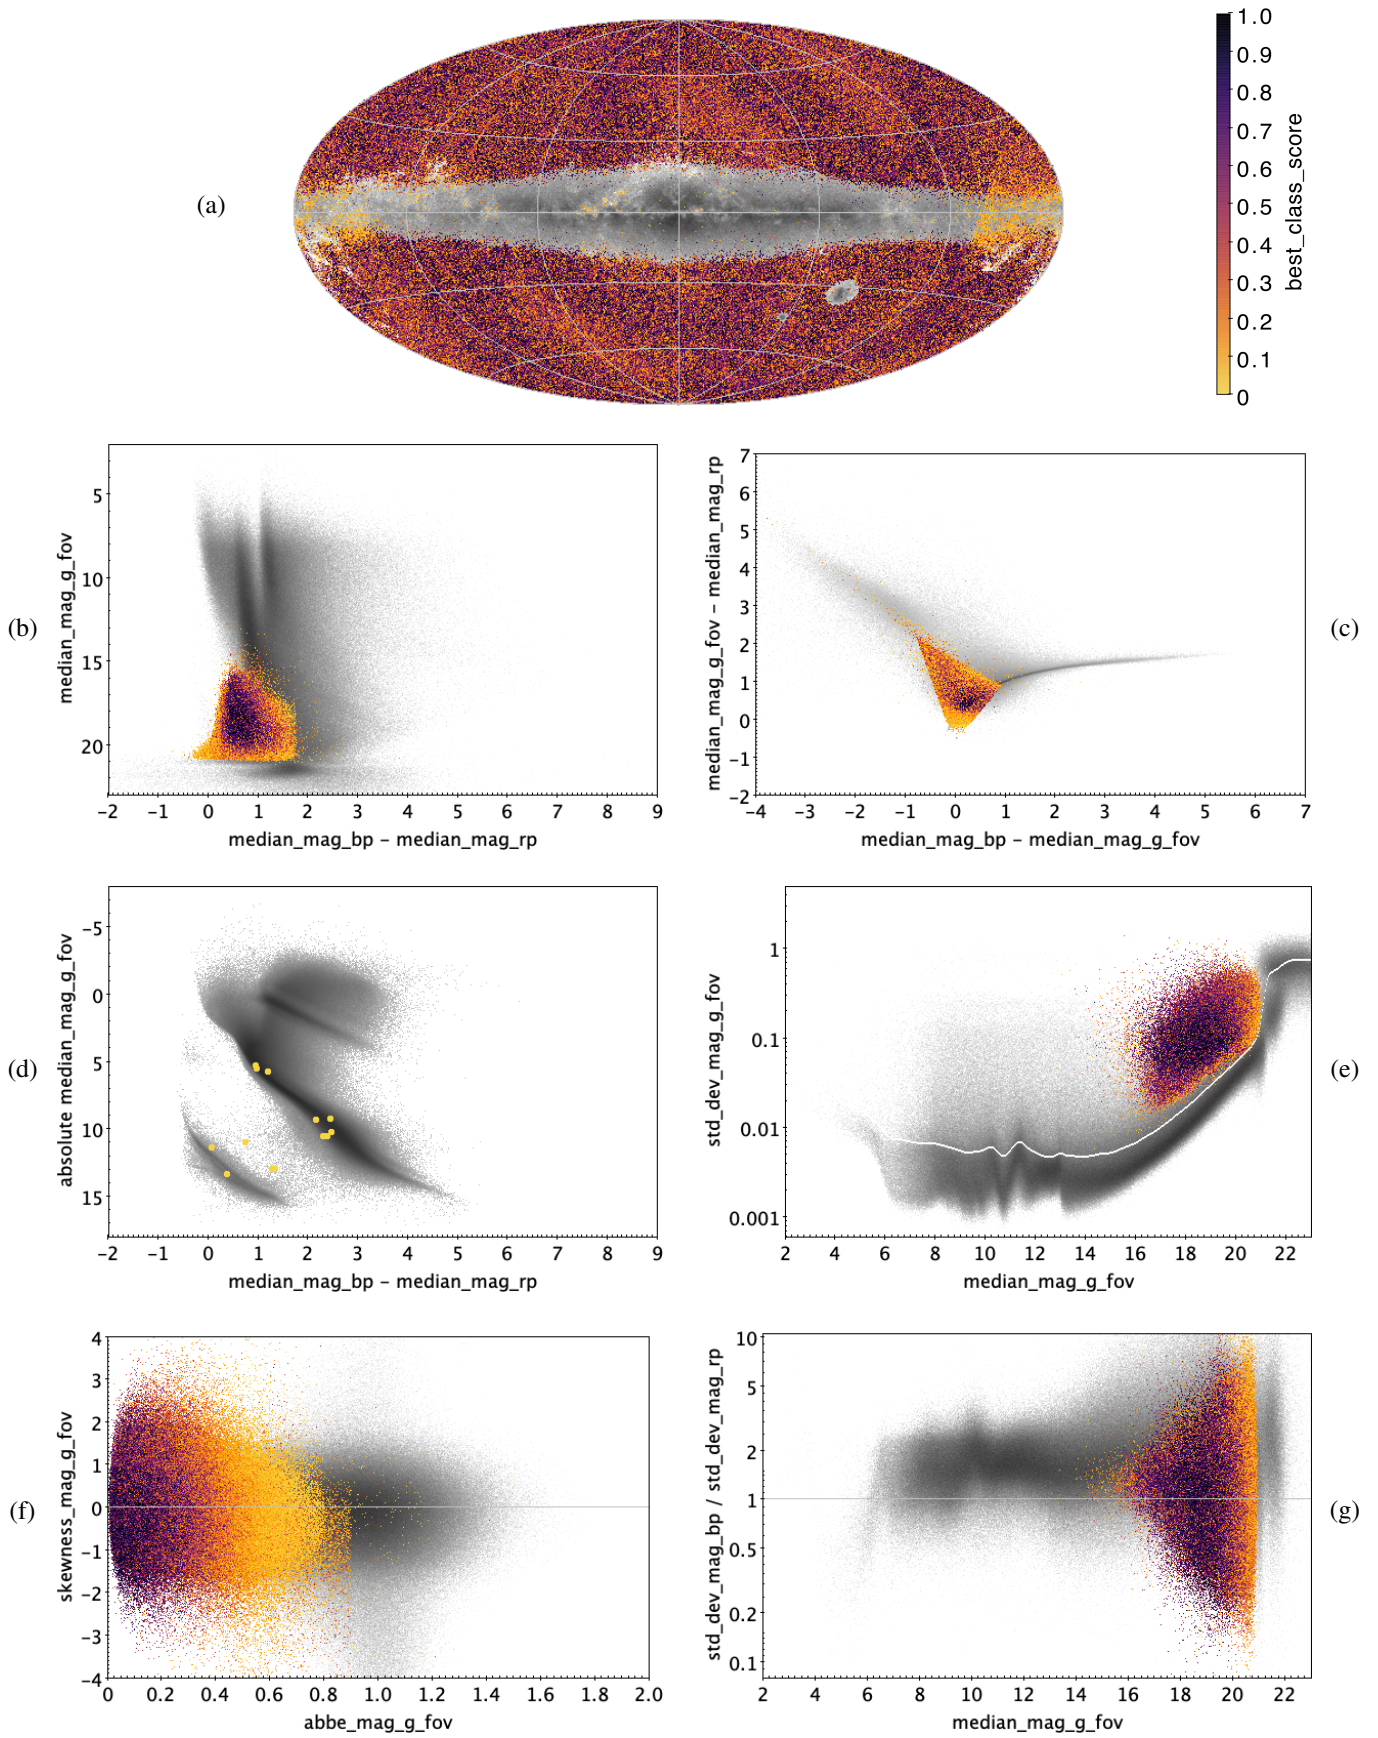 (a)
1.0
0.9
0.8
0.7
0.6
0.5
0.4
0.3
0.2
0.1
0
best_class_score
(b)
5
10
15
20
median_mag_g_fov
-2 -1 0 1 2 3 4 5 6 7 8 9
median_mag_bp - median_mag_rp
7
6
5
4
3
2
1
0
-1
-2
median_mag_g_fov - median_mag_rp
-4 -3 -2 -1 0 1 2 3 4 5 6 7
median_mag_bp - median_mag_g_fov
(c)
(d)
-5
0
5
10
15
absolute median_mag_g_fov
-2 -1 0 1 2 3 4 5 6 7 8 9
median_mag_bp - median_mag_rp
1
0.1
0.01
0.001
std_dev_mag_g_fov
2 4 6 8 10 12 14 16 18 20 22
median_mag_g_fov
(e)
(f)
4
3
2
1
0
-1
-2
-3
-4
skewness_mag_g_fov
0 0.2 0.4 0.6 0.8 1.0 1.2 1.4 1.6 1.8 2.0
abbe_mag_g_fov
10
5
2
1
0.5
0.2
0.1
std_dev_mag_bp / std_dev_mag_rp
2 4 6 8 10 12 14 16 18 20 22
median_mag_g_fov
(g)